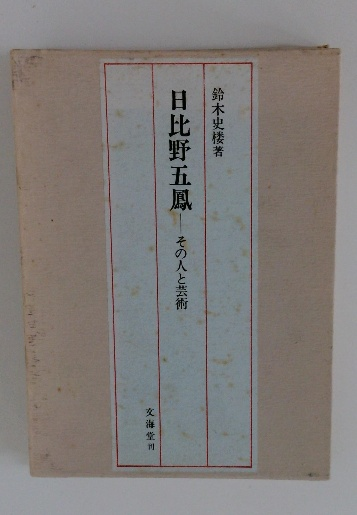 鈴木史楼著
日比野五鳳―その人と芸術
文海堂刊